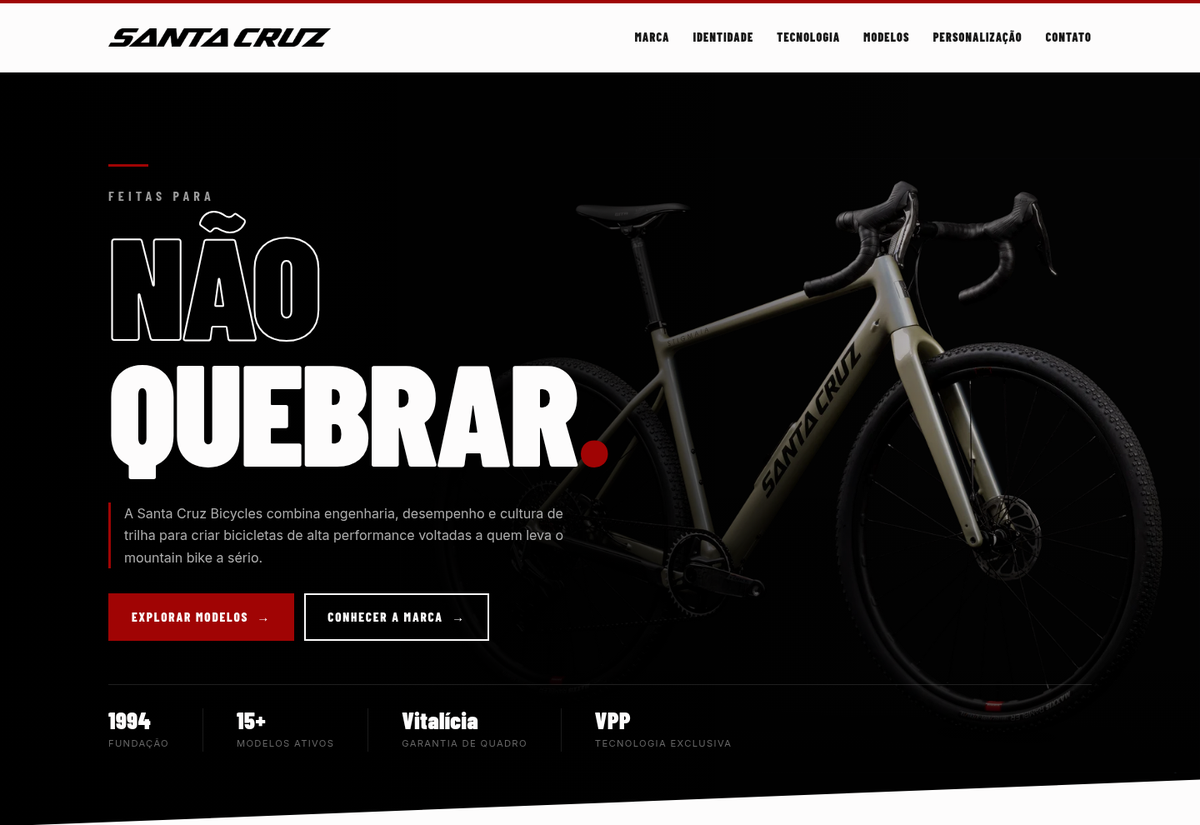 SANTA CRUZ
MARCA IDENTIDADE TECNOLOGIA MODELOS PERSONALIZAÇÃO CONTATO
FEITAS PARA
NÃO
QUEBRAR.
A Santa Cruz Bicycles combina engenharia, desempenho e cultura de
trilha para criar bicicletas de alta performance voltadas a quem leva o
mountain bike a sério.
EXPLORAR MODELOS →
CONHECER A MARCA →
SANTA CRUZ
1994
FUNDAÇÃO
15+
MODELOS ATIVOS
Vitalícia
GARANTIA DE QUADRO
VPP
TECNOLOGIA EXCLUSIVA